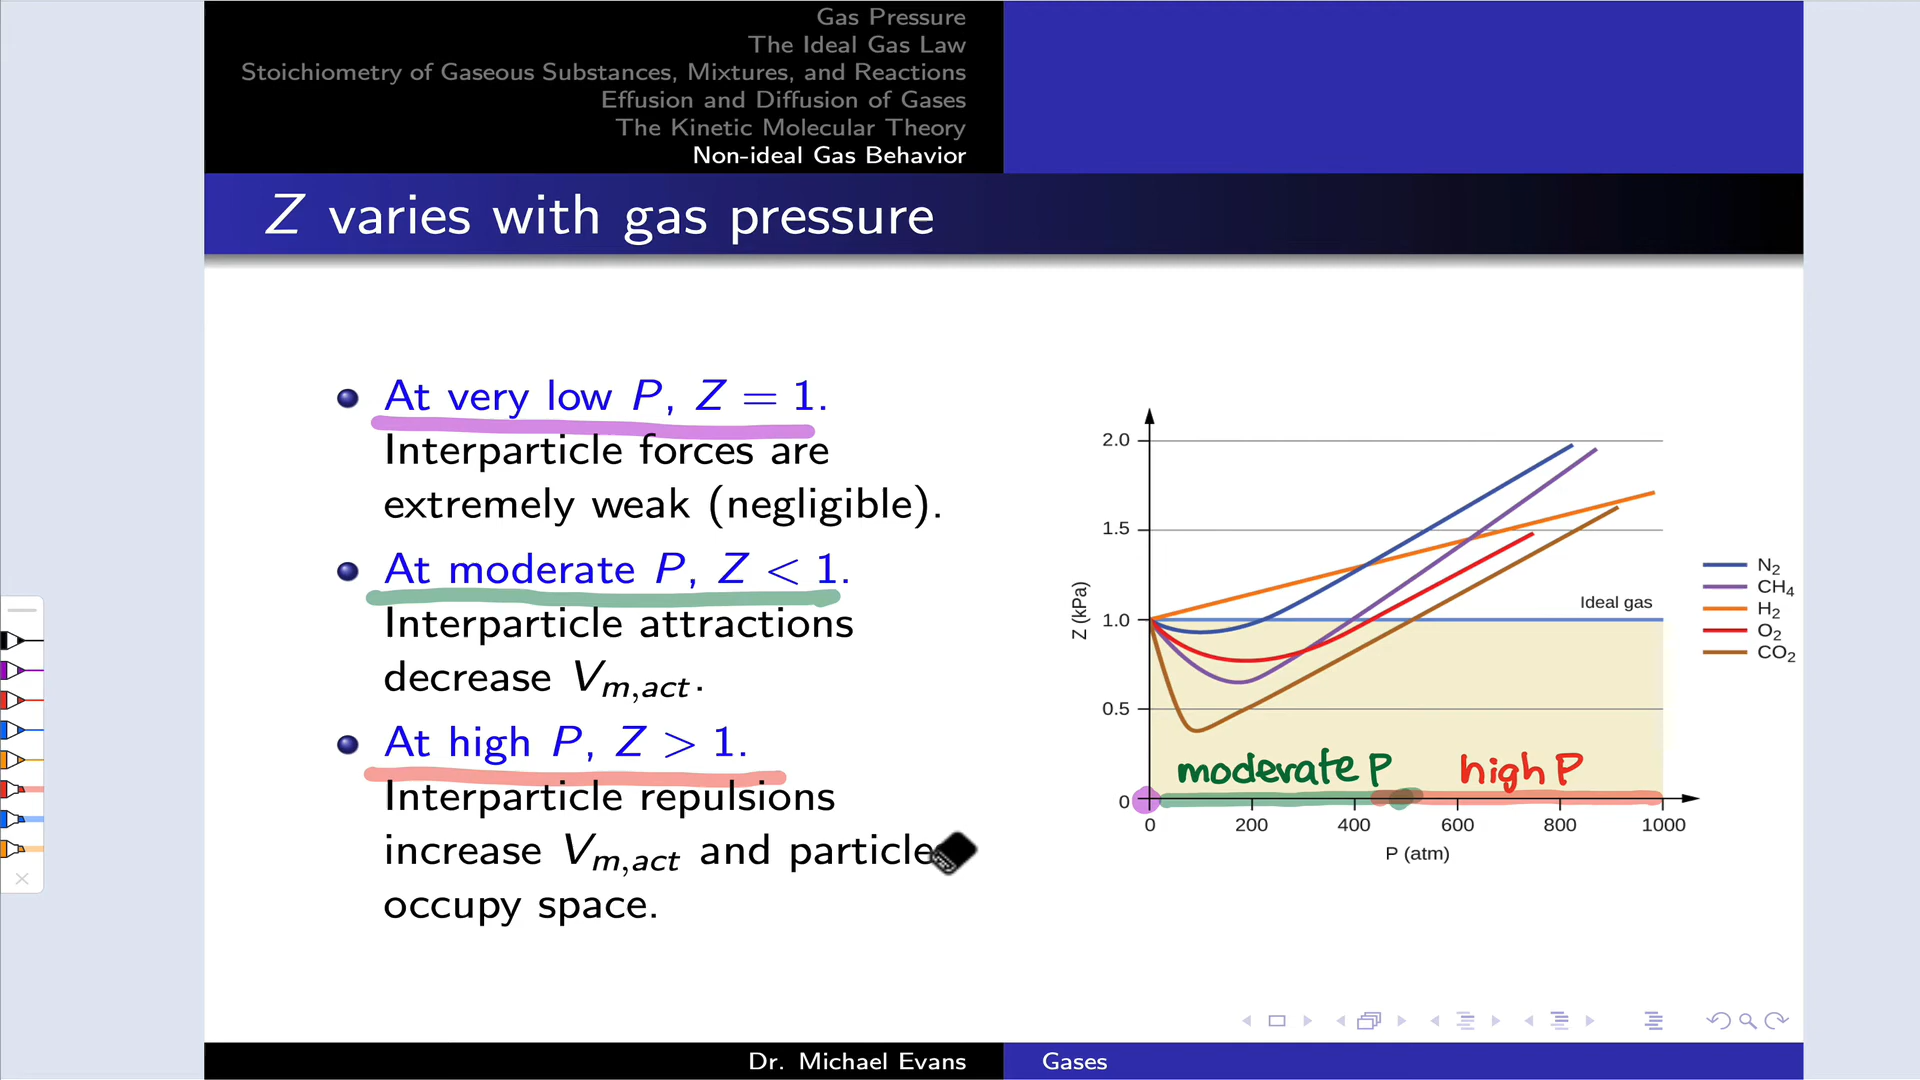 Gas Pressure
The Ideal Gas Law
Stoichiometry of Gaseous Substances, Mixtures, and Reactions
Effusion and Diffusion of Gases
The Kinetic Molecular Theory
Non-ideal Gas Behavior
Z varies with gas pressure
At very low P, Z = 1.
Interparticle forces are
extremely weak (negligible).
At moderate P, Z < 1.
Interparticle attractions
decrease Vm,act.
At high P, Z > 1.
Interparticle repulsions
increase Vm,act and particle
occupy space.
2.0
1.5
1.0
0.5
0
Z (kPa)
Ideal gas
moderate P
high P
0 200 400 600 800 1000
P (atm)
N2
CH4
H2
O2
CO2
Dr. Michael Evans
Gases